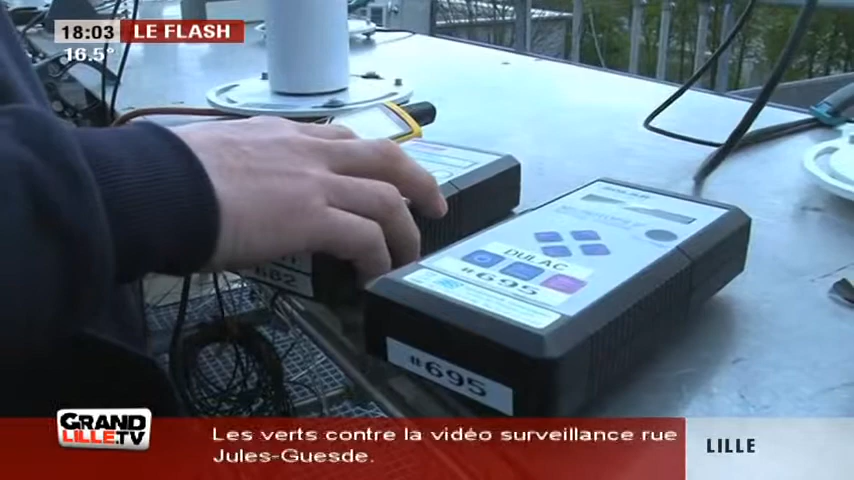 18:03 LE FLASH
16.5°
DULAC
#695
#695
682
GRAND
LILLE.TV
Les verts contre la vidéo surveillance rue
Jules-Guesde.
LILLE